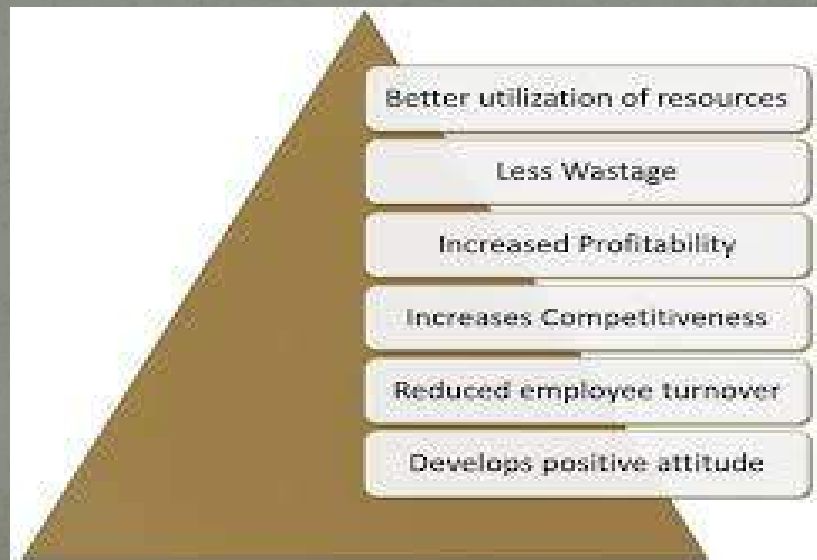 Better utilization of resources
Less Wastage
Increased Profitability
Increases Competitiveness
Reduced employee turnover
Develops positive attitude